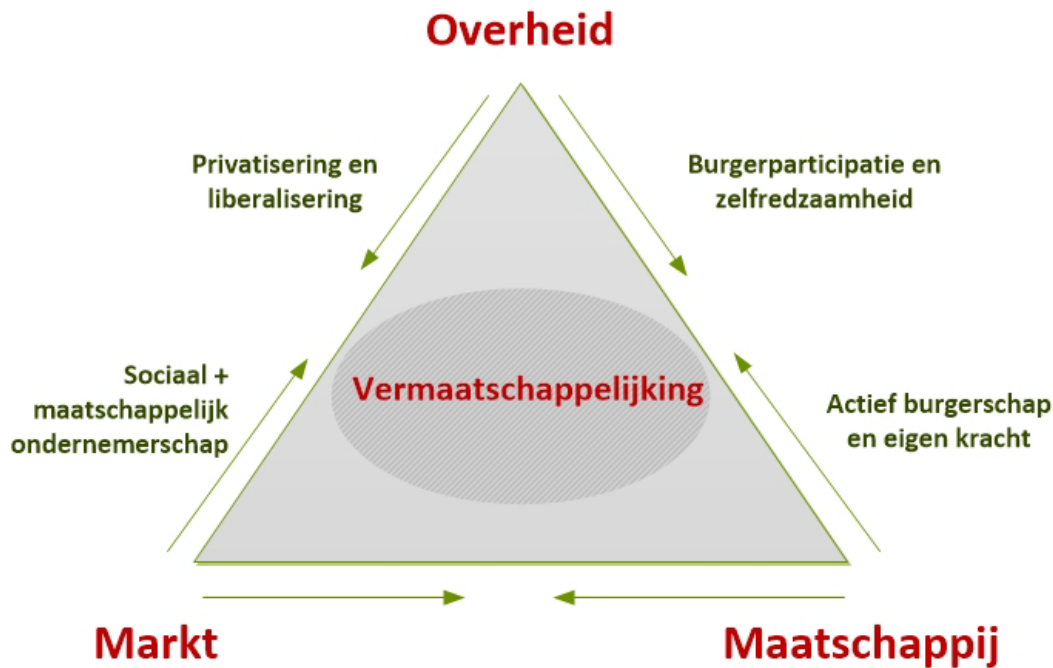 Overheid
Privatisering en
liberalisering
Burgerparticipatie en
zelfredzaamheid
Sociaal +
maatschappelijk
ondernemerschap
Vermaatschappelijking
Actief burgerschap
en eigen kracht
Markt
Maatschappij